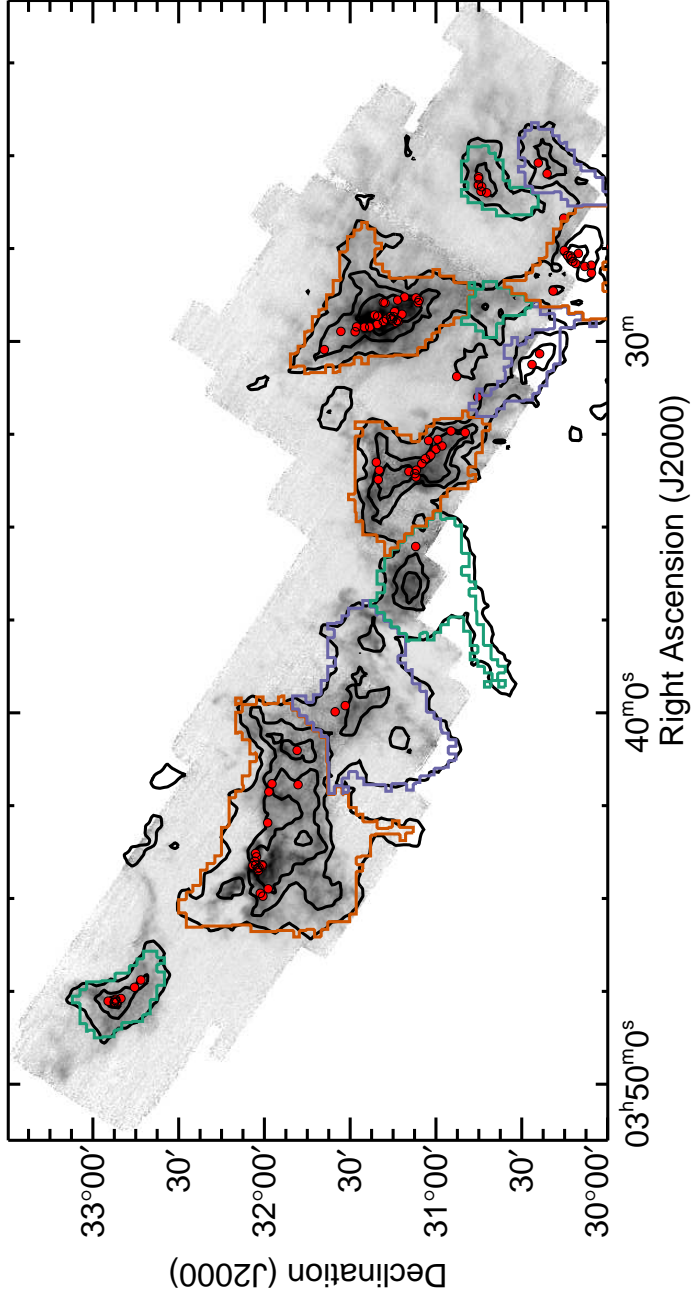 Declination (J2000)
33°00′
30′
32°00′
30′
31°00′
30′
30°00′
03ʰ50ᵐ0ˢ
40ᵐ0ˢ
30ᵐ
Right Ascension (J2000)